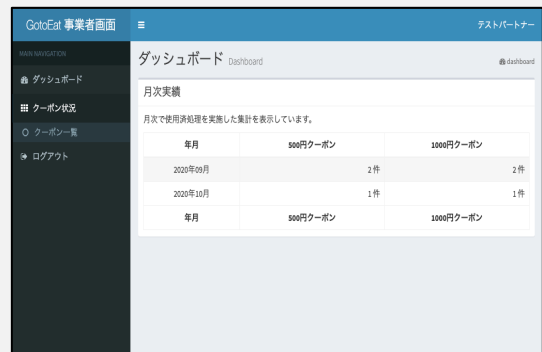 GotoEat 事業者画面
テストパートナー
MAIN NAVIGATION
ダッシュボード
クーポン状況
クーポン一覧
ログアウト
ダッシュボード Dashboard
dashboard
月次実績
月次で使用済処理を実施した集計を表示しています。
年月 500円クーポン 1000円クーポン
2020年09月 2 件 2 件
2020年10月 1 件 1 件
年月 500円クーポン 1000円クーポン